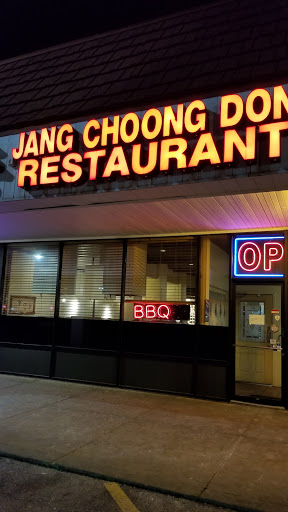 JANG CHOONG DON
RESTAURANT
OP
BBQ